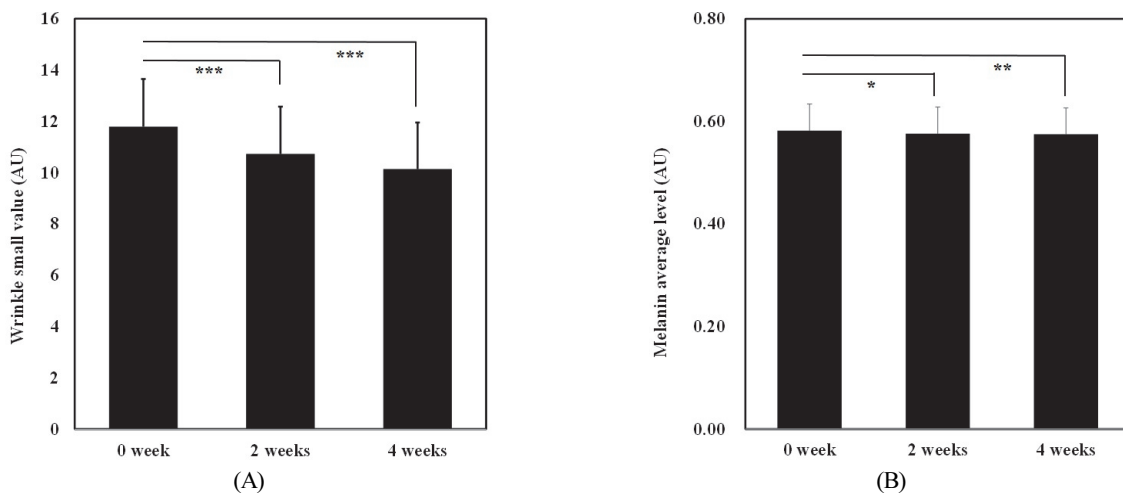 16
14
12
10
8
6
4
2
0
Wrinkle small value (AU)
***
***
0 week
2 weeks
4 weeks
(A)
0.80
0.60
0.40
0.20
0.00
Melanin average level (AU)
**
*
0 week
2 weeks
4 weeks
(B)